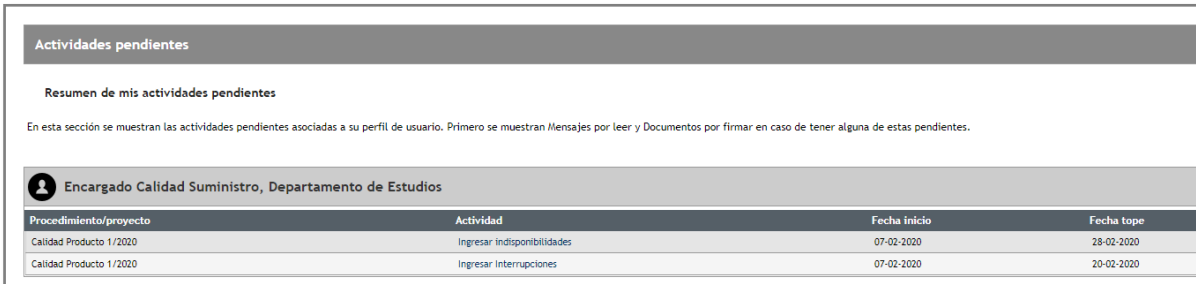 Actividades pendientes
Resumen de mis actividades pendientes
En esta sección se muestran las actividades pendientes asociadas a su perfil de usuario. Primero se muestran Mensajes por leer y Documentos por firmar en caso de tener alguna de estas pendientes.
Encargado Calidad Suministro, Departamento de Estudios
Procedimiento/proyecto Actividad Fecha inicio Fecha tope
Calidad Producto 1/2020 Ingresar indisponibilidades 07-02-2020 28-02-2020
Calidad Producto 1/2020 Ingresar Interrupciones 07-02-2020 20-02-2020